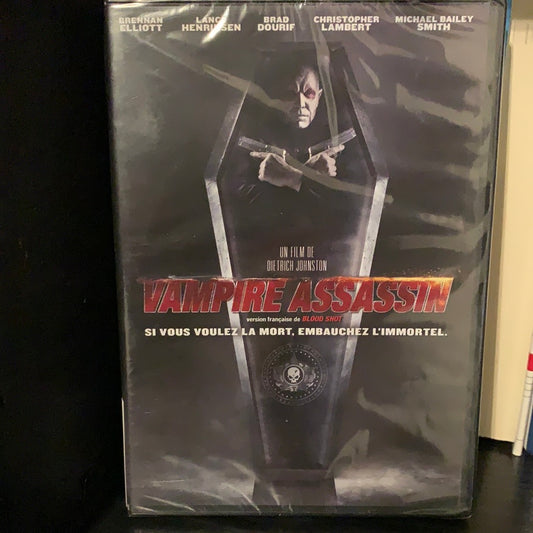 BRENNAN LANCE BRAD CHRISTOPHER MICHAEL BAILEY
ELLIOTT HENRIKSEN DOURIF LAMBERT SMITH
UN FILM DE
DIETRICH JOHNSTON
VAMPIRE ASSASSIN
version française de BLOOD SHOT
SI VOUS VOULEZ LA MORT, EMBAUCHEZ L'IMMORTEL.